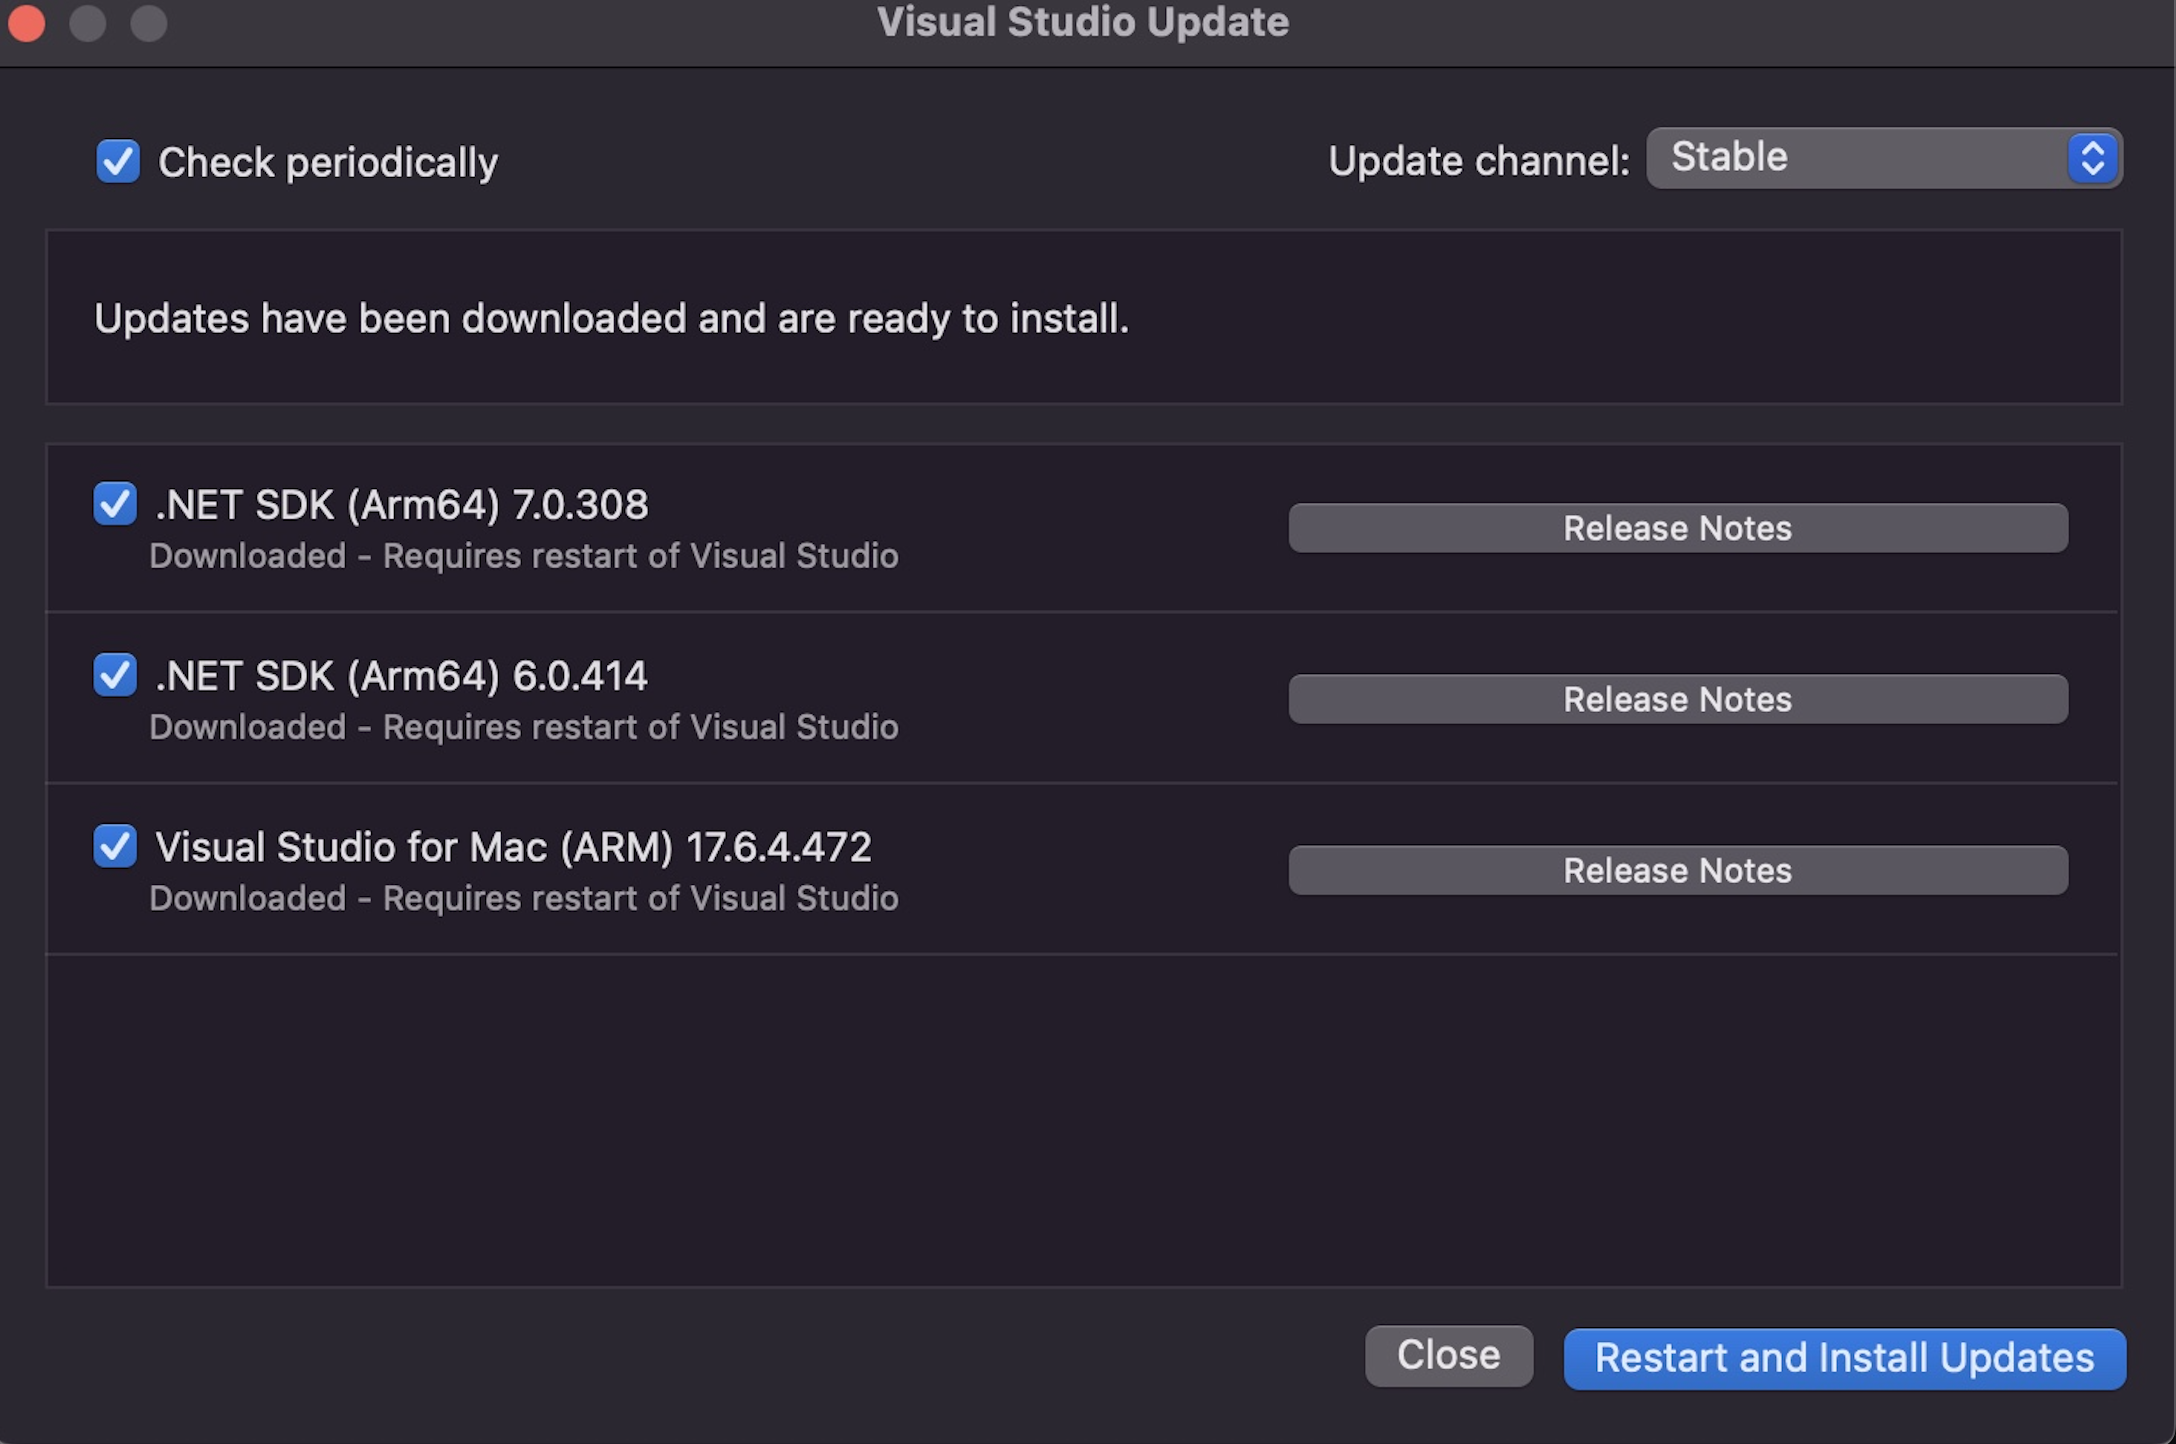 Visual Studio Update
Check periodically
Update channel: Stable
Updates have been downloaded and are ready to install.
.NET SDK (Arm64) 7.0.308
Downloaded - Requires restart of Visual Studio
Release Notes
.NET SDK (Arm64) 6.0.414
Downloaded - Requires restart of Visual Studio
Release Notes
Visual Studio for Mac (ARM) 17.6.4.472
Downloaded - Requires restart of Visual Studio
Release Notes
Close
Restart and Install Updates